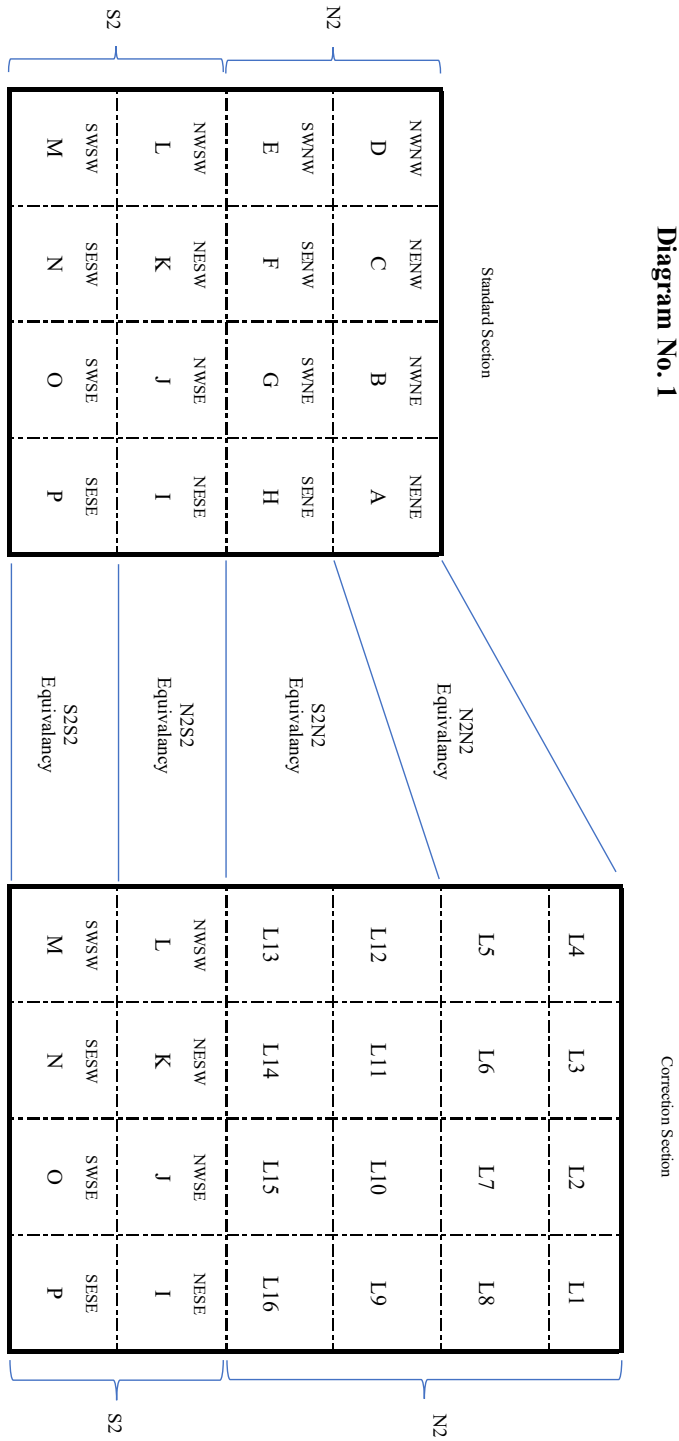 Diagram No. 1
Standard Section
N2
NWNW NENW NWNE NENE
D C B A
SWNW SENW SWNE SENE
E F G H
S2
NWSW NESW NWSE NESE
L K J I
SWSW SESW SWSE SESE
M N O P
N2N2
Equivalancy
S2N2
Equivalancy
N2S2
Equivalancy
S2S2
Equivalancy
Correction Section
L4 L3 L2 L1
L5 L6 L7 L8
L12 L11 L10 L9
L13 L14 L15 L16
N2
NWSW NESW NWSE NESE
L K J I
SWSW SESW SWSE SESE
M N O P
S2